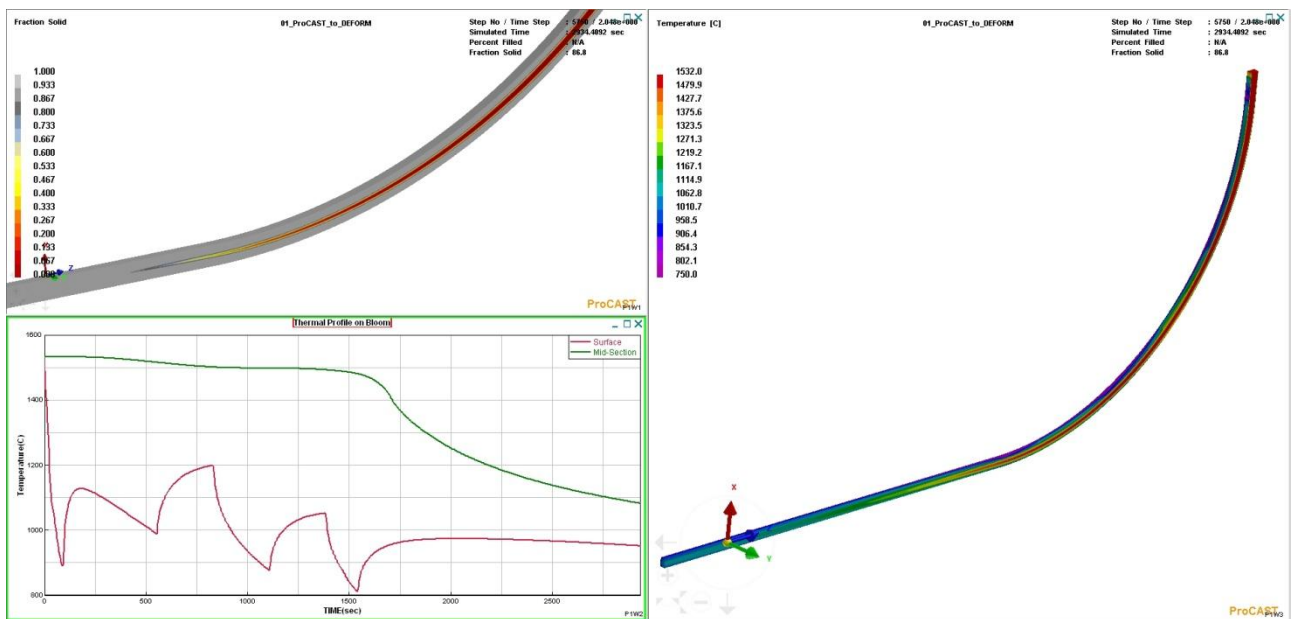 Fraction Solid
01_ProCAST_to_DEFORM
Step No / Time Step : 5750 / 2.048e+000
Simulated Time : 2934.4092 sec
Percent Filled : N/A
Fraction Solid : 86.8
1.000
0.933
0.867
0.800
0.733
0.667
0.600
0.533
0.467
0.400
0.333
0.267
0.200
0.133
0.067
0.000
Z
ProCAST
P1W1
Thermal Profile on Bloom
Surface
Mid-Section
Temperature(C)
1600
1400
1200
1000
800
0
500
1000
1500
2000
2500
TIME(sec)
P1W2
Temperature [C]
01_ProCAST_to_DEFORM
Step No / Time Step : 5750 / 2.048e+000
Simulated Time : 2934.4092 sec
Percent Filled : N/A
Fraction Solid : 86.8
1532.0
1479.9
1427.7
1375.6
1323.5
1271.3
1219.2
1167.1
1114.9
1062.8
1010.7
958.5
906.4
854.3
802.1
750.0
X
Y
ProCAST
P1W3